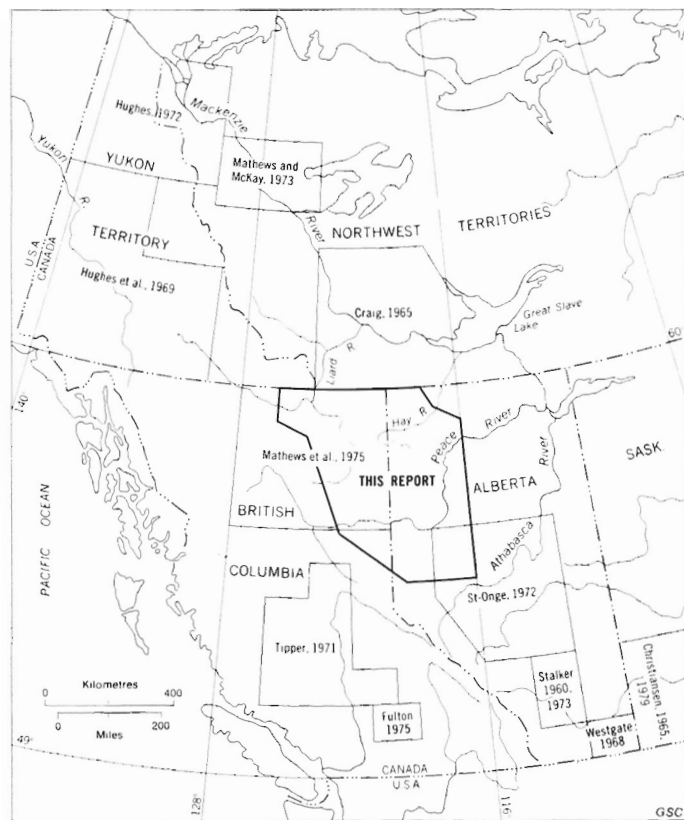 Hughes, 1972
Mackenzie
Yukon
R
YUKON
Mathews and
McKay, 1973
River
NORTHWEST
TERRITORIES
TERRITORY
U S A
CANADA
Hughes et al., 1969
Craig, 1965
Great Slave
Lake
Liard R
60°
140°
Hay R
Peace River
River
Mathews et al., 1975
THIS REPORT
ALBERTA
SASK.
BRITISH
COLUMBIA
Athabasca
PACIFIC OCEAN
St-Onge, 1972
Tipper, 1971
Kilometres
0 400
0 200
Miles
Fulton
1975
Stalker
1960,
1973
Christiansen, 1965,
1979
Westgate
1968
49°
CANADA
U S A
128°
116°
GSC